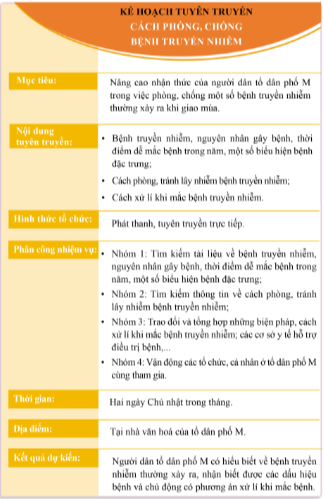 KẾ HOẠCH TUYÊN TRUYỀN
CÁCH PHÒNG, CHỐNG
BỆNH TRUYỀN NHIỄM
Mục tiêu:
Nâng cao nhận thức của người dân tổ dân phố M
trong việc phòng, chống một số bệnh truyền nhiễm
thường xảy ra khi giao mùa.
Nội dung
tuyên truyền:
• Bệnh truyền nhiễm, nguyên nhân gây bệnh, thời
điểm dễ mắc bệnh trong năm, một số biểu hiện bệnh
đặc trưng;
• Cách phòng, tránh lây nhiễm bệnh truyền nhiễm;
• Cách xử lí khi mắc bệnh truyền nhiễm.
Hình thức tổ chức:
Phát thanh, tuyên truyền trực tiếp.
Phân công nhiệm vụ:
• Nhóm 1: Tìm kiếm tài liệu về bệnh truyền nhiễm,
nguyên nhân gây bệnh, thời điểm dễ mắc bệnh trong
năm, một số biểu hiện bệnh đặc trưng;
• Nhóm 2: Tìm kiếm thông tin về cách phòng, tránh
lây nhiễm bệnh truyền nhiễm;
• Nhóm 3: Trao đổi và tổng hợp những biện pháp, cách
xử lí khi mắc bệnh truyền nhiễm; các cơ sở y tế hỗ trợ
điều trị bệnh,...
• Nhóm 4: Vận động các tổ chức, cá nhân ở tổ dân phố M
cùng tham gia.
Thời gian:
Hai ngày Chủ nhật trong tháng.
Địa điểm:
Tại nhà văn hoá của tổ dân phố M.
Kết quả dự kiến:
Người dân tổ dân phố M có hiểu biết về bệnh truyền
nhiễm thường xảy ra, nhận biết được các dấu hiệu
bệnh và chủ động có phương án xử lí khi mắc bệnh.